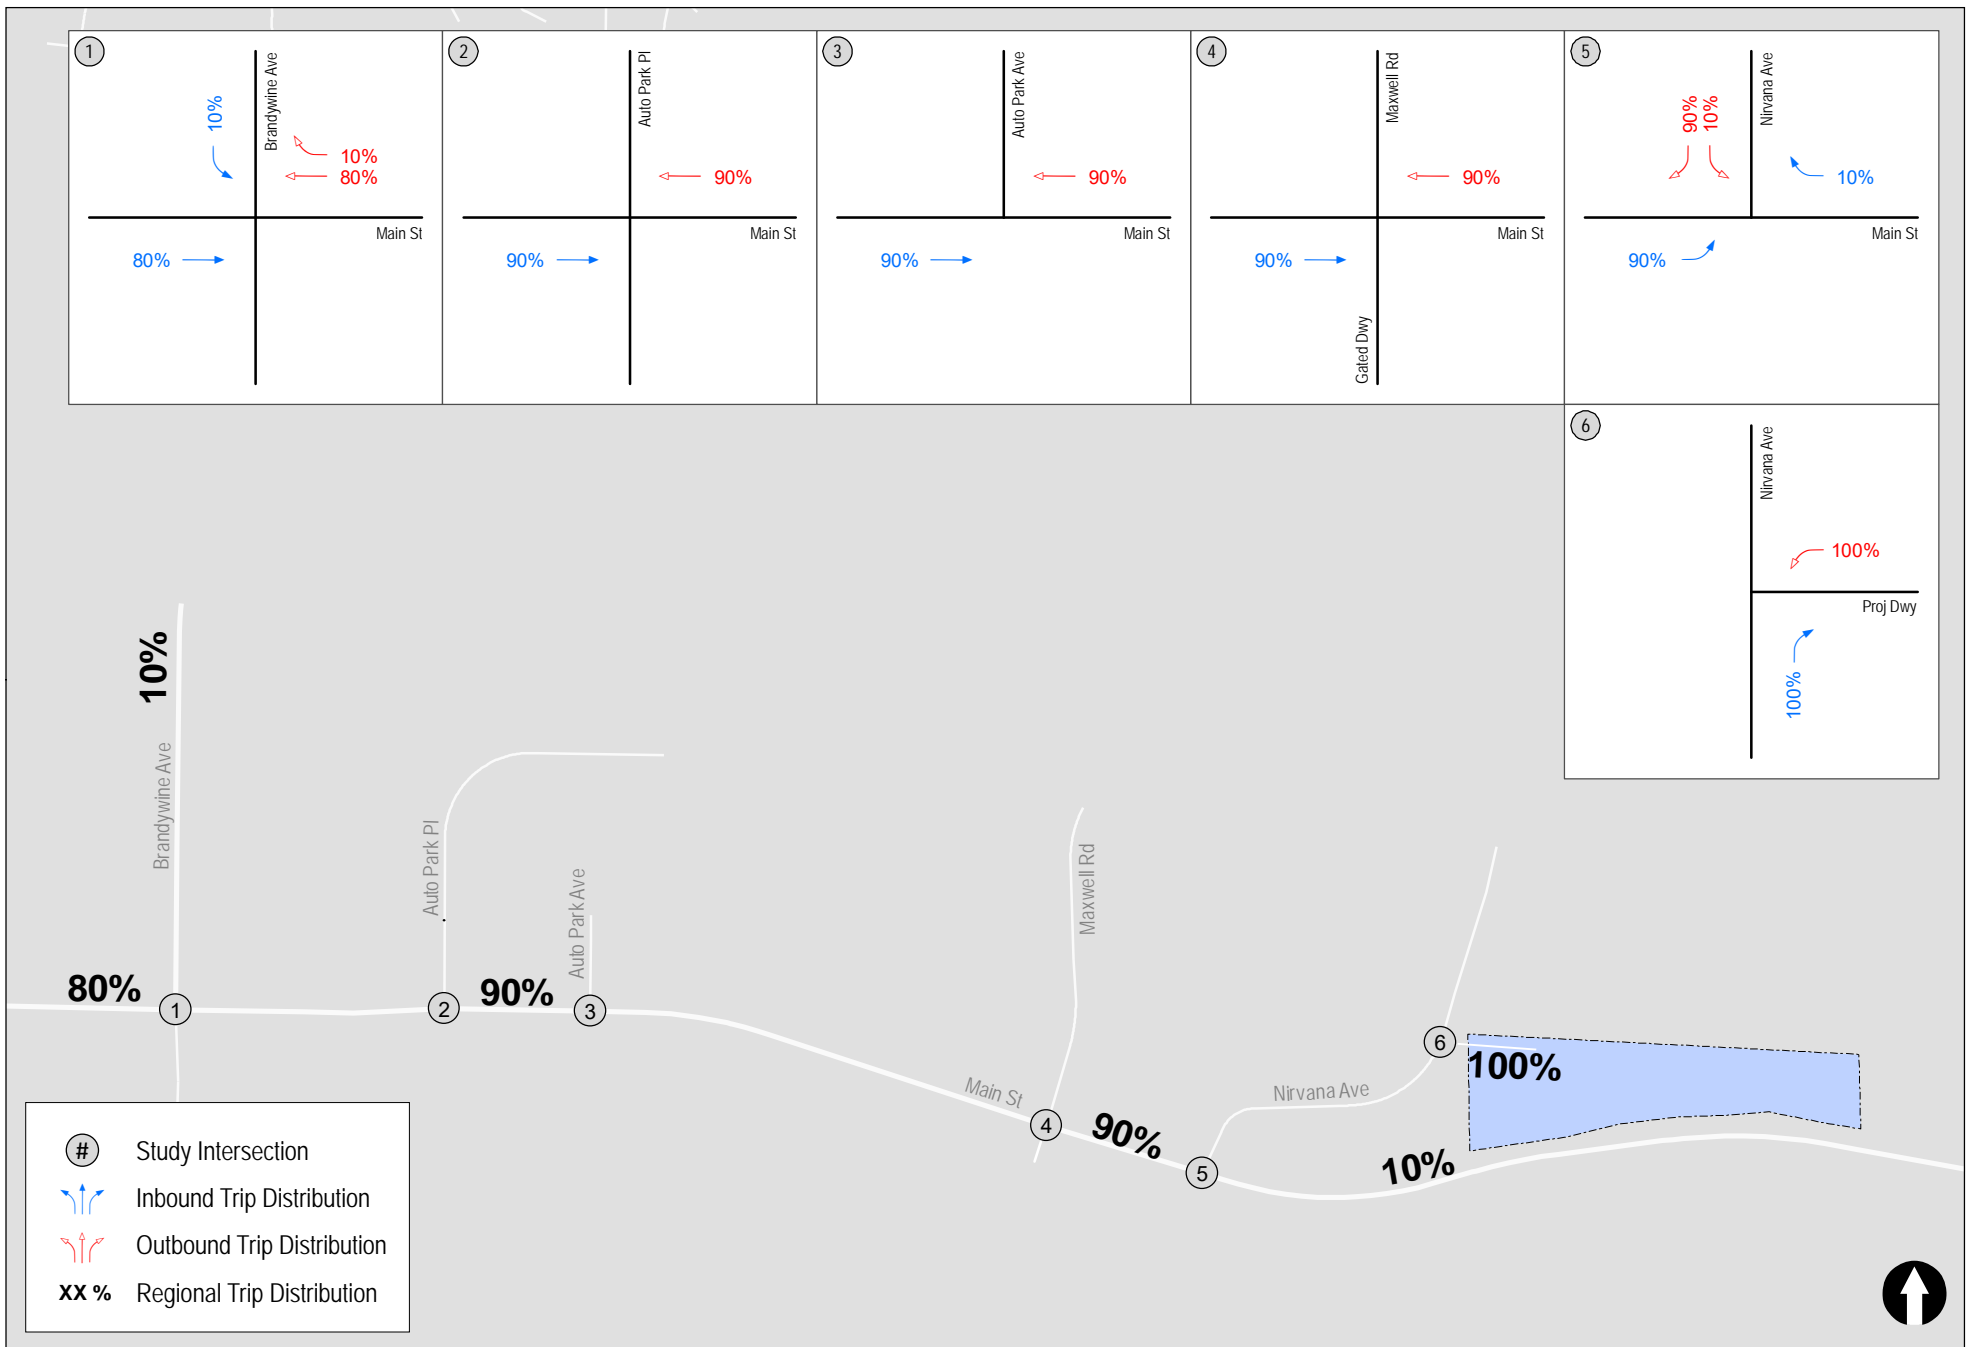 1
Brandywine Ave
10%
10%
80%
Main St
80%
2
Auto Park Pl
90%
Main St
90%
3
Auto Park Ave
90%
Main St
90%
4
Maxwell Rd
90%
Main St
90%
Gated Dwy
5
Nirvana Ave
90%
10%
10%
Main St
90%
6
Nirvana Ave
100%
Proj Dwy
100%
10%
Brandywine Ave
Auto Park Pl
Auto Park Ave
Maxwell Rd
80%
1
2
90%
3
Main St
4
90%
5
Nirvana Ave
6
100%
10%
# Study Intersection
Inbound Trip Distribution
Outbound Trip Distribution
XX % Regional Trip Distribution